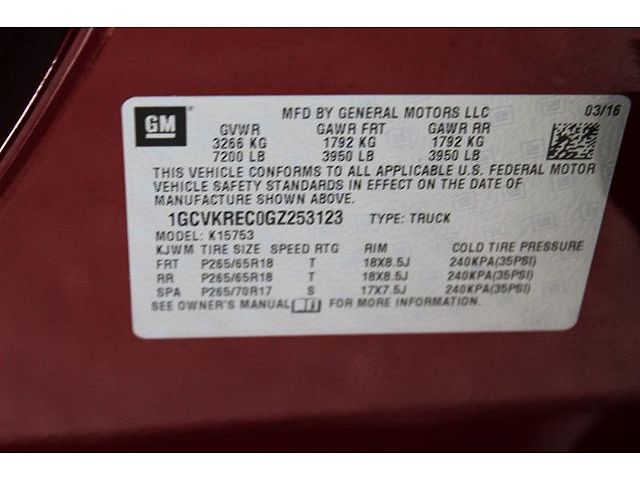 GM
MFD BY GENERAL MOTORS LLC 03/16
GVWR GAWR FRT GAWR RR
3266 KG 1792 KG 1792 KG
7200 LB 3950 LB 3950 LB
THIS VEHICLE CONFORMS TO ALL APPLICABLE U.S. FEDERAL MOTOR
VEHICLE SAFETY STANDARDS IN EFFECT ON THE DATE OF
MANUFACTURE SHOWN ABOVE.
1GCVKREC0GZ253123 TYPE: TRUCK
MODEL: K15753
KJWM TIRE SIZE SPEED RTG RIM COLD TIRE PRESSURE
FRT P265/65R18 T 18X8.5J 240KPA(35PSI)
RR P265/65R18 T 18X8.5J 240KPA(35PSI)
SPA P265/70R17 S 17X7.5J 240KPA(35PSI)
SEE OWNER'S MANUAL FOR MORE INFORMATION.